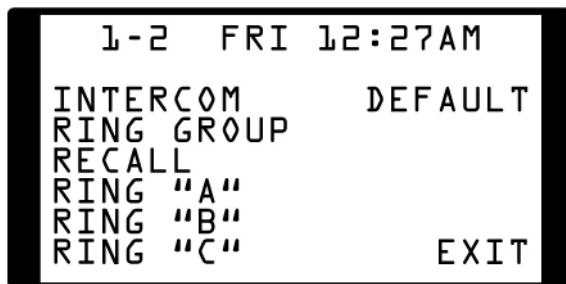 1-2 FRI 12:27AM
INTERCOM DEFAULT
RING GROUP
RECALL
RING "A"
RING "B"
RING "C" EXIT